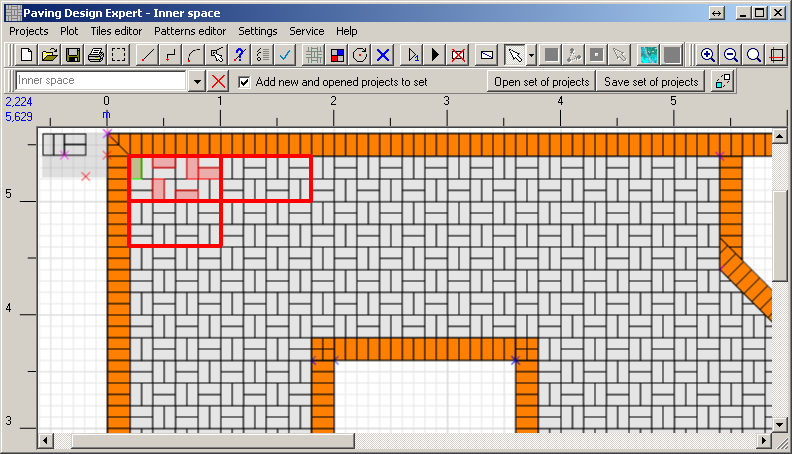 Paving Design Expert - Inner space
Projects Plot Tiles editor Patterns editor Settings Service Help
Inner space Add new and opened projects to set Open set of projects Save set of projects
2,224 0 1 2 3 4 5
5,629 m
5
4
3